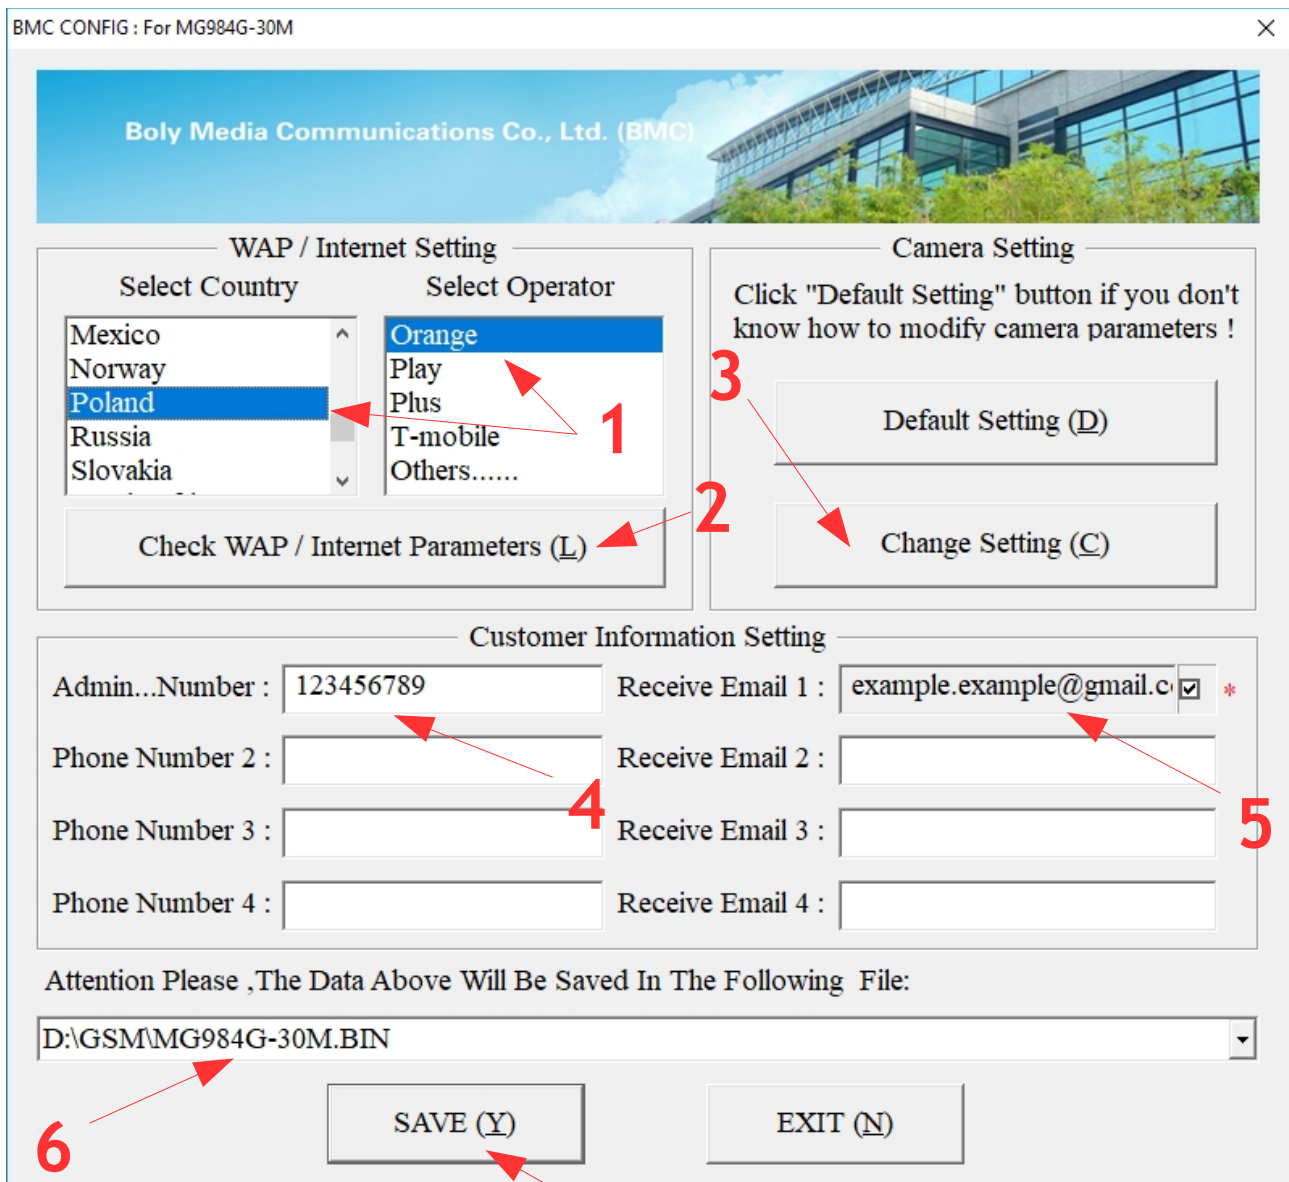 BMC CONFIG : For MG984G-30M
Boly Media Communications Co., Ltd. (BMC)
WAP / Internet Setting
Select Country
Select Operator
Mexico
Norway
Poland
Russia
Slovakia
Orange
Play
Plus
T-mobile
Others......
1
Check WAP / Internet Parameters (L)
2
Camera Setting
Click "Default Setting" button if you don't
know how to modify camera parameters !
3
Default Setting (D)
Change Setting (C)
Customer Information Setting
Admin...Number : 123456789
Receive Email 1 : example.example@gmail.c
*
Phone Number 2 :
Receive Email 2 :
4
5
Phone Number 3 :
Receive Email 3 :
Phone Number 4 :
Receive Email 4 :
Attention Please ,The Data Above Will Be Saved In The Following File:
D:\GSM\MG984G-30M.BIN
6
SAVE (Y)
EXIT (N)